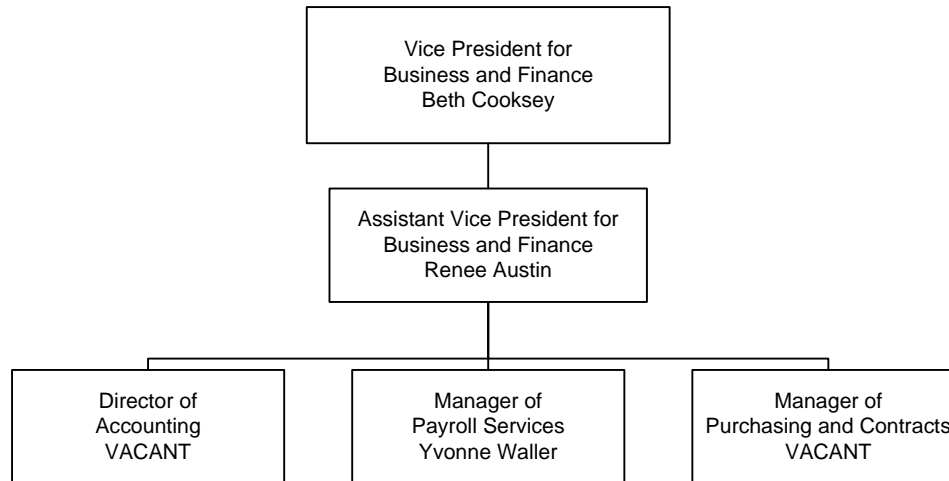 Vice President for
Business and Finance
Beth Cooksey
Assistant Vice President for
Business and Finance
Renee Austin
Director of
Accounting
VACANT
Manager of
Payroll Services
Yvonne Waller
Manager of
Purchasing and Contracts
VACANT